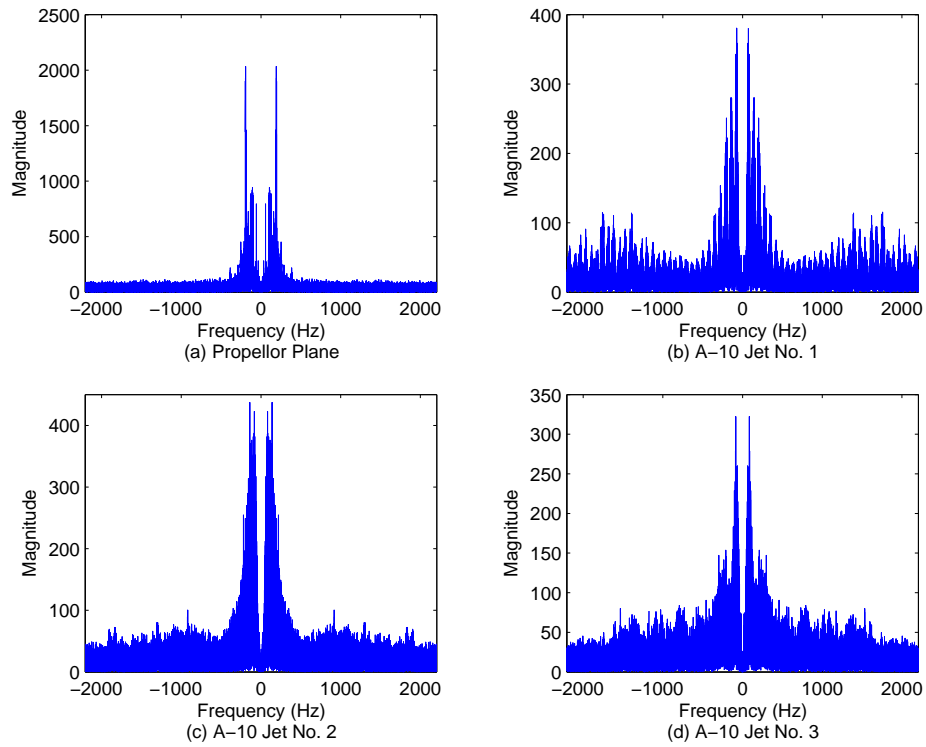 2500
2000
1500
1000
500
0
Magnitude
−2000 −1000 0 1000 2000
Frequency (Hz)
(a) Propellor Plane
400
300
200
100
0
Magnitude
−2000 −1000 0 1000 2000
Frequency (Hz)
(b) A−10 Jet No. 1
400
300
200
100
0
Magnitude
−2000 −1000 0 1000 2000
Frequency (Hz)
(c) A−10 Jet No. 2
350
300
250
200
150
100
50
0
Magnitude
−2000 −1000 0 1000 2000
Frequency (Hz)
(d) A−10 Jet No. 3